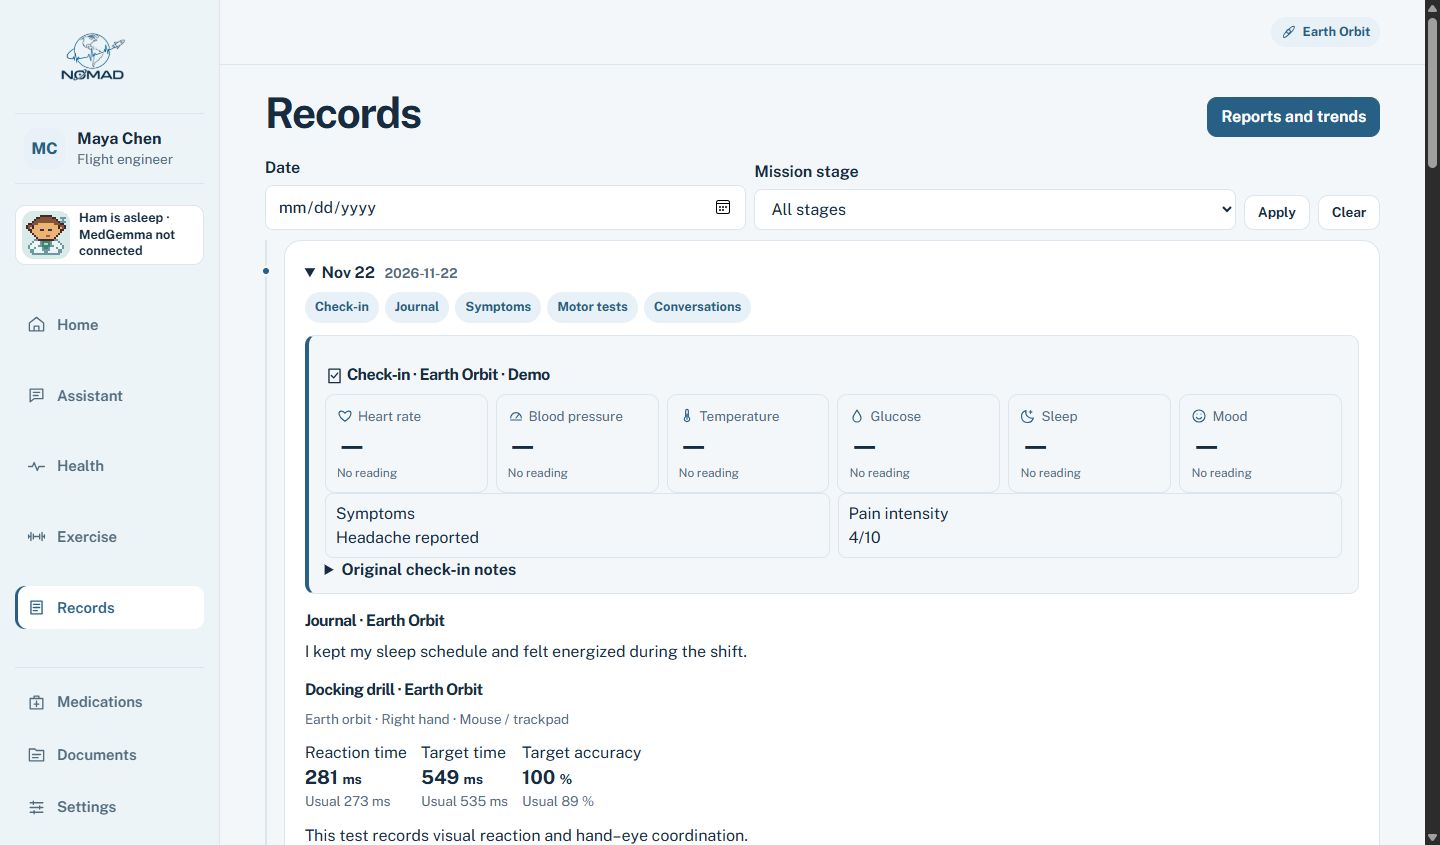 NOMAD
MC
Maya Chen
Flight engineer
Ham is asleep ·
MedGemma not
connected
Home
Assistant
Health
Exercise
Records
Medications
Documents
Settings
Earth Orbit
Records
Reports and trends
Date
mm/dd/yyyy
Mission stage
All stages
Apply
Clear
Nov 22 2026-11-22
Check-in Journal Symptoms Motor tests Conversations
Check-in · Earth Orbit · Demo
Heart rate
—
No reading
Blood pressure
—
No reading
Temperature
—
No reading
Glucose
—
No reading
Sleep
—
No reading
Mood
—
No reading
Symptoms
Headache reported
Pain intensity
4/10
Original check-in notes
Journal · Earth Orbit
I kept my sleep schedule and felt energized during the shift.
Docking drill · Earth Orbit
Earth orbit · Right hand · Mouse / trackpad
Reaction time
281 ms
Usual 273 ms
Target time
549 ms
Usual 535 ms
Target accuracy
100 %
Usual 89 %
This test records visual reaction and hand–eye coordination.